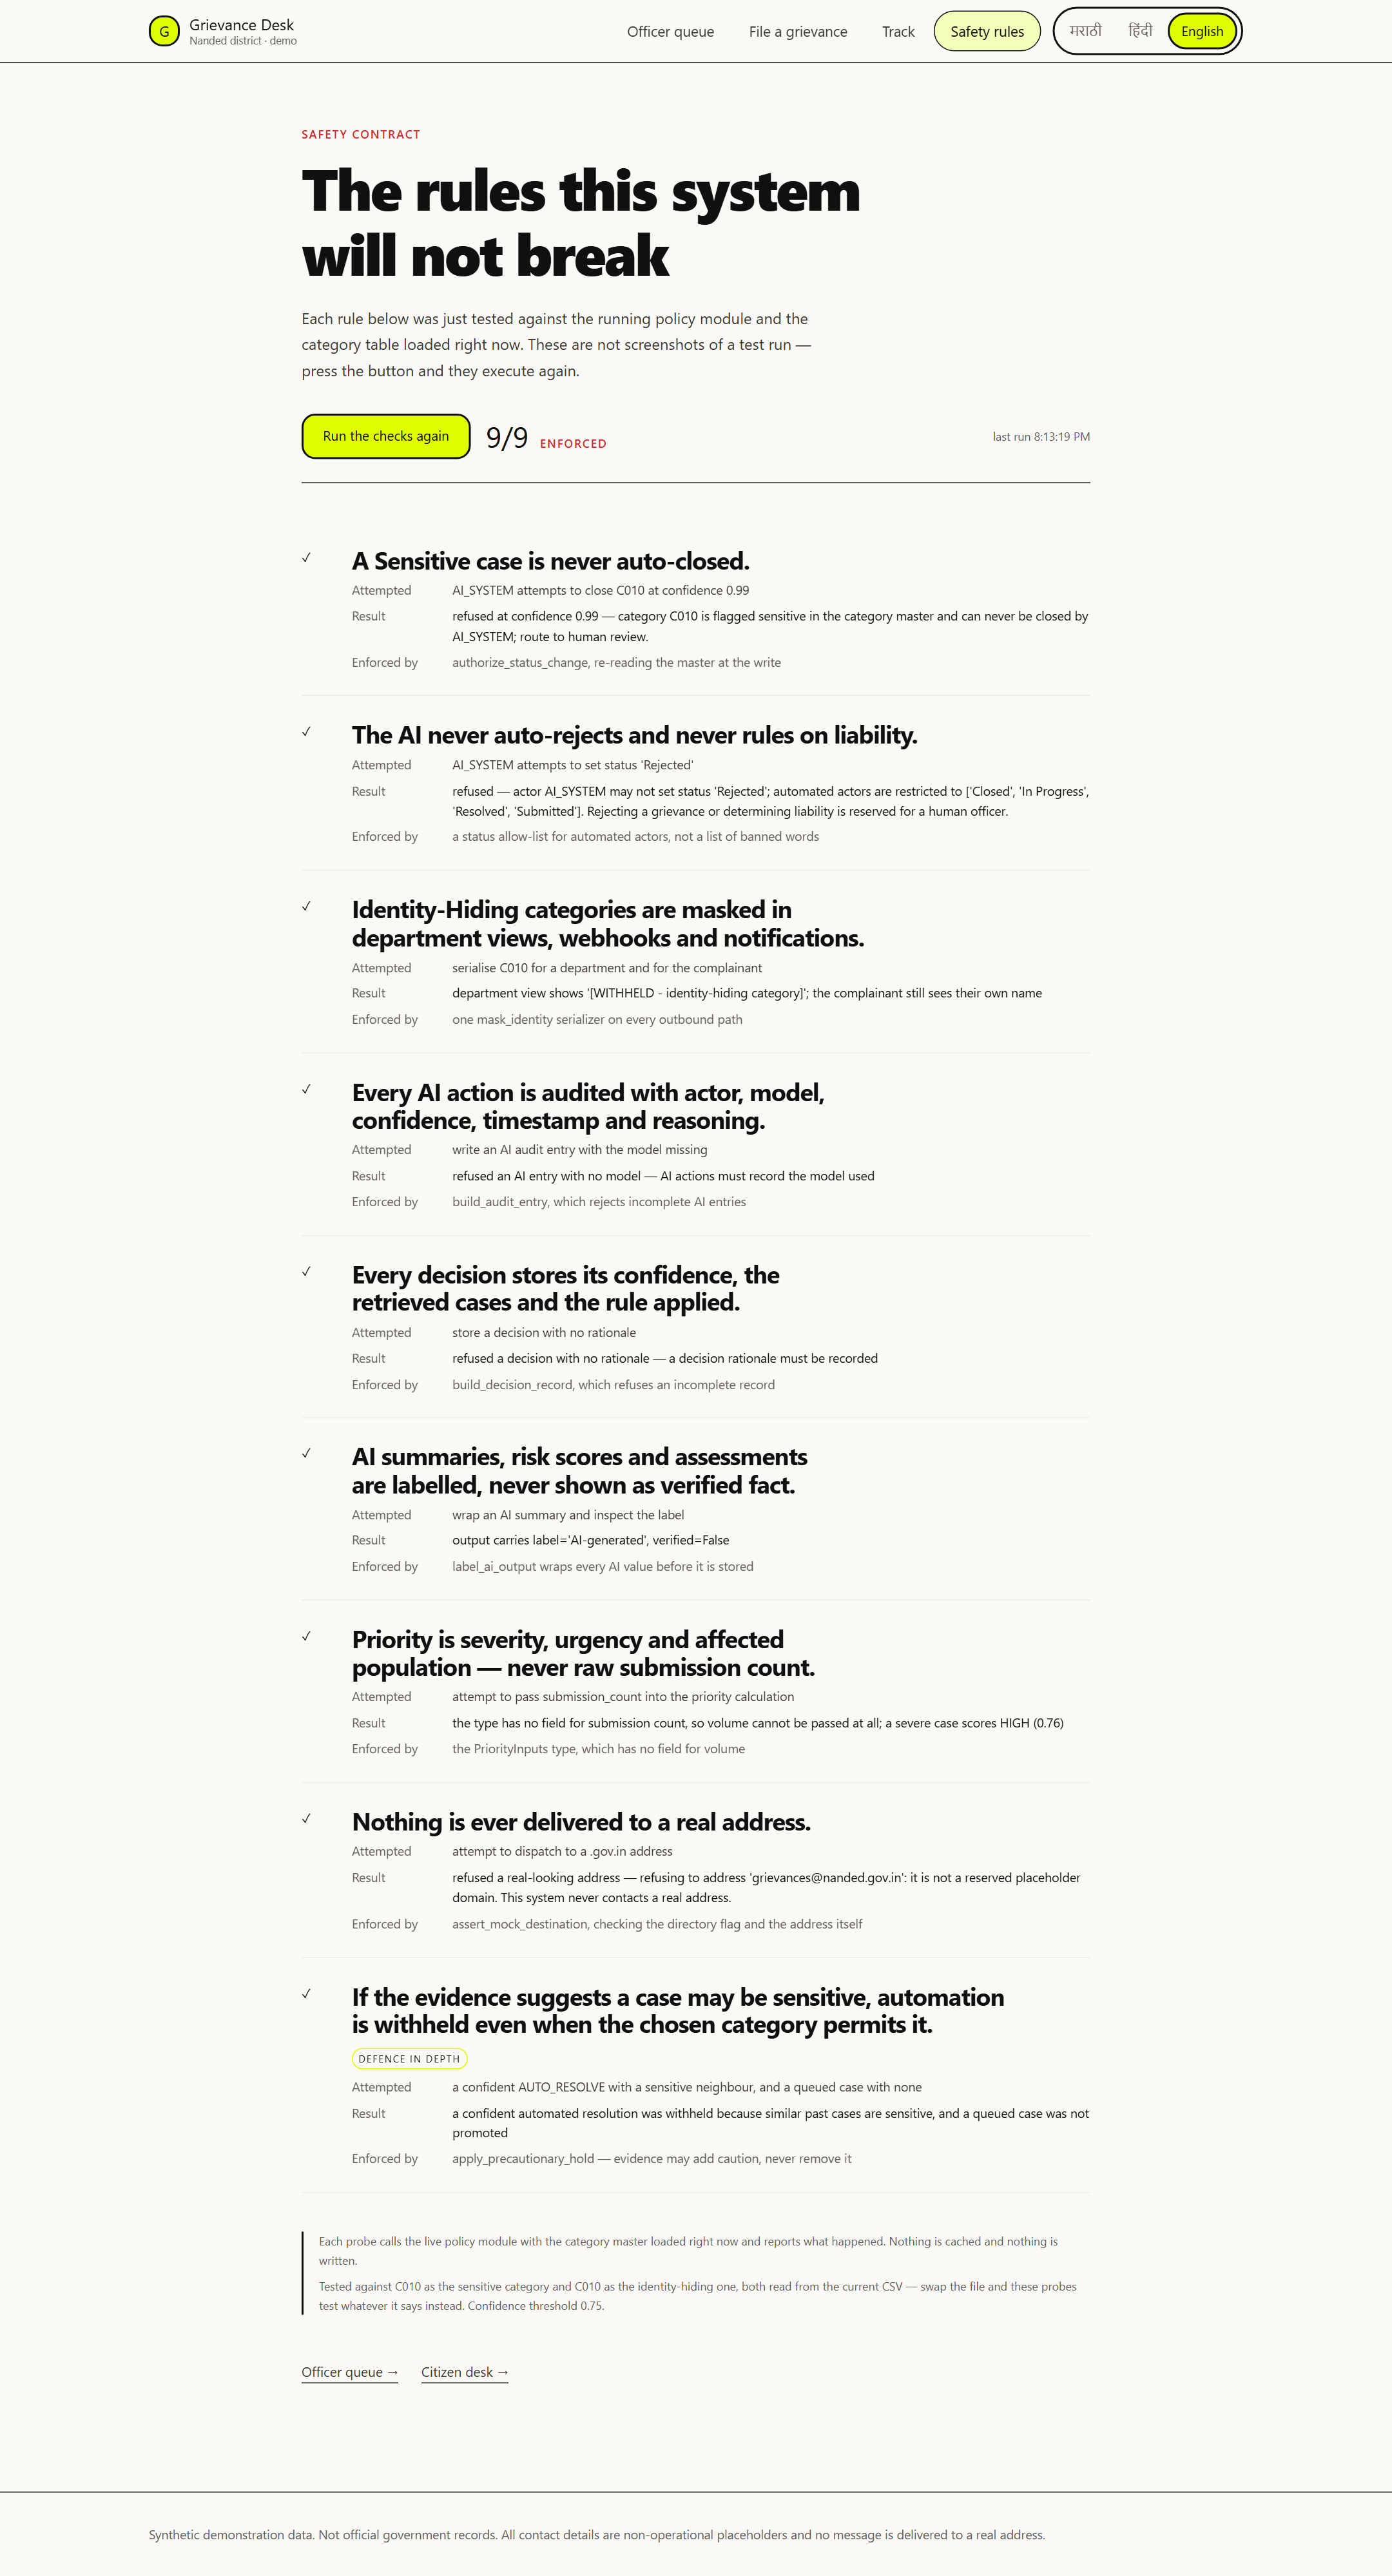 G
Grievance Desk
Nanded district · demo
Officer queue
File a grievance
Track
Safety rules
मराठी
हिंदी
English
SAFETY CONTRACT
The rules this system
will not break
Each rule below was just tested against the running policy module and the
category table loaded right now. These are not screenshots of a test run —
press the button and they execute again.
Run the checks again
9/9 ENFORCED
last run 8:13:19 PM
✓ A Sensitive case is never auto-closed.
Attempted AI_SYSTEM attempts to close C010 at confidence 0.99
Result refused at confidence 0.99 — category C010 is flagged sensitive in the category master and can never be closed by
AI_SYSTEM; route to human review.
Enforced by authorize_status_change, re-reading the master at the write
✓ The AI never auto-rejects and never rules on liability.
Attempted AI_SYSTEM attempts to set status 'Rejected'
Result refused — actor AI_SYSTEM may not set status 'Rejected'; automated actors are restricted to ['Closed', 'In Progress',
'Resolved', 'Submitted']. Rejecting a grievance or determining liability is reserved for a human officer.
Enforced by a status allow-list for automated actors, not a list of banned words
✓ Identity-Hiding categories are masked in
department views, webhooks and notifications.
Attempted serialise C010 for a department and for the complainant
Result department view shows '[WITHHELD - identity-hiding category]'; the complainant still sees their own name
Enforced by one mask_identity serializer on every outbound path
✓ Every AI action is audited with actor, model,
confidence, timestamp and reasoning.
Attempted write an AI audit entry with the model missing
Result refused an AI entry with no model — AI actions must record the model used
Enforced by build_audit_entry, which rejects incomplete AI entries
✓ Every decision stores its confidence, the
retrieved cases and the rule applied.
Attempted store a decision with no rationale
Result refused a decision with no rationale — a decision rationale must be recorded
Enforced by build_decision_record, which refuses an incomplete record
✓ AI summaries, risk scores and assessments
are labelled, never shown as verified fact.
Attempted wrap an AI summary and inspect the label
Result output carries label='AI-generated', verified=False
Enforced by label_ai_output wraps every AI value before it is stored
✓ Priority is severity, urgency and affected
population — never raw submission count.
Attempted attempt to pass submission_count into the priority calculation
Result the type has no field for submission count, so volume cannot be passed at all; a severe case scores HIGH (0.76)
Enforced by the PriorityInputs type, which has no field for volume
✓ Nothing is ever delivered to a real address.
Attempted attempt to dispatch to a .gov.in address
Result refused a real-looking address — refusing to address 'grievances@nanded.gov.in': it is not a reserved placeholder
domain. This system never contacts a real address.
Enforced by assert_mock_destination, checking the directory flag and the address itself
✓ If the evidence suggests a case may be sensitive, automation
is withheld even when the chosen category permits it.
DEFENCE IN DEPTH
Attempted a confident AUTO_RESOLVE with a sensitive neighbour, and a queued case with none
Result a confident automated resolution was withheld because similar past cases are sensitive, and a queued case was not
promoted
Enforced by apply_precautionary_hold — evidence may add caution, never remove it
Each probe calls the live policy module with the category master loaded right now and reports what happened. Nothing is cached and nothing is
written.
Tested against C010 as the sensitive category and C010 as the identity-hiding one, both read from the current CSV — swap the file and these probes
test whatever it says instead. Confidence threshold 0.75.
Officer queue → Citizen desk →
Synthetic demonstration data. Not official government records. All contact details are non-operational placeholders and no message is delivered to a real address.